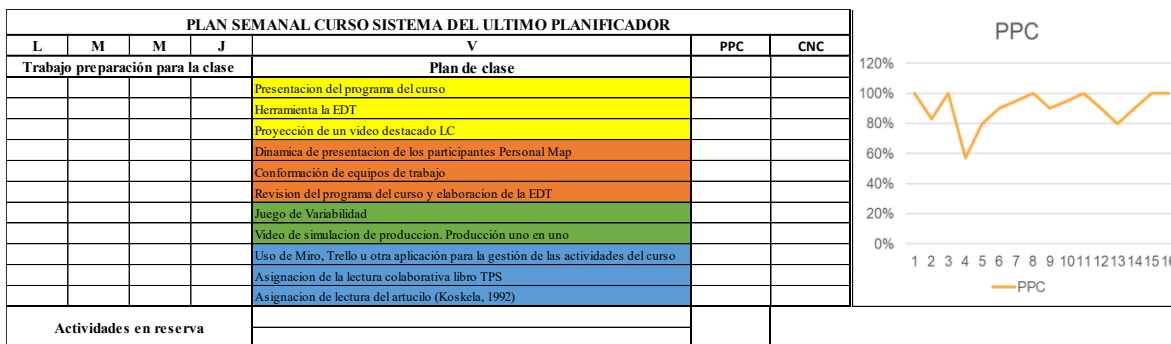 PLAN SEMANAL CURSO SISTEMA DEL ULTIMO PLANIFICADOR
L M M J V PPC CNC
Trabajo preparación para la clase Plan de clase
Presentacion del programa del curso
Herramienta la EDT
Proyección de un video destacado LC
Dinamica de presentacion de los participantes Personal Map
Conformación de equipos de trabajo
Revision del programa del curso y elaboracion de la EDT
Juego de Variabilidad
Video de simulacion de produccion. Producción uno en uno
Uso de Miro, Trello u otra aplicación para la gestión de las actividades del curso
Asignacion de la lectura colaborativa libro TPS
Asignacion de lectura del artucilo (Koskela, 1992)
Actividades en reserva
PPC
120%
100%
80%
60%
40%
20%
0%
1 2 3 4 5 6 7 8 9 10 11 12 13 14 15 16
PPC